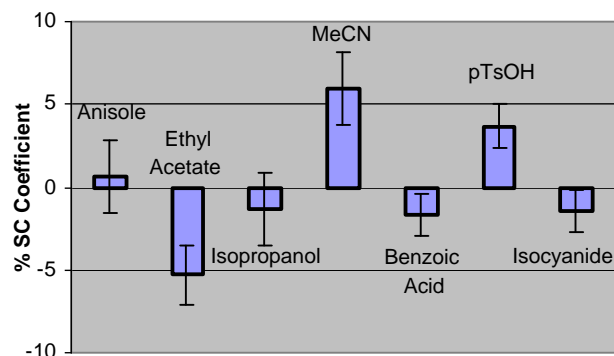 10
5
0
-5
-10
% SC Coefficient
Anisole
Ethyl
Acetate
Isopropanol
MeCN
Benzoic
Acid
pTsOH
Isocyanide